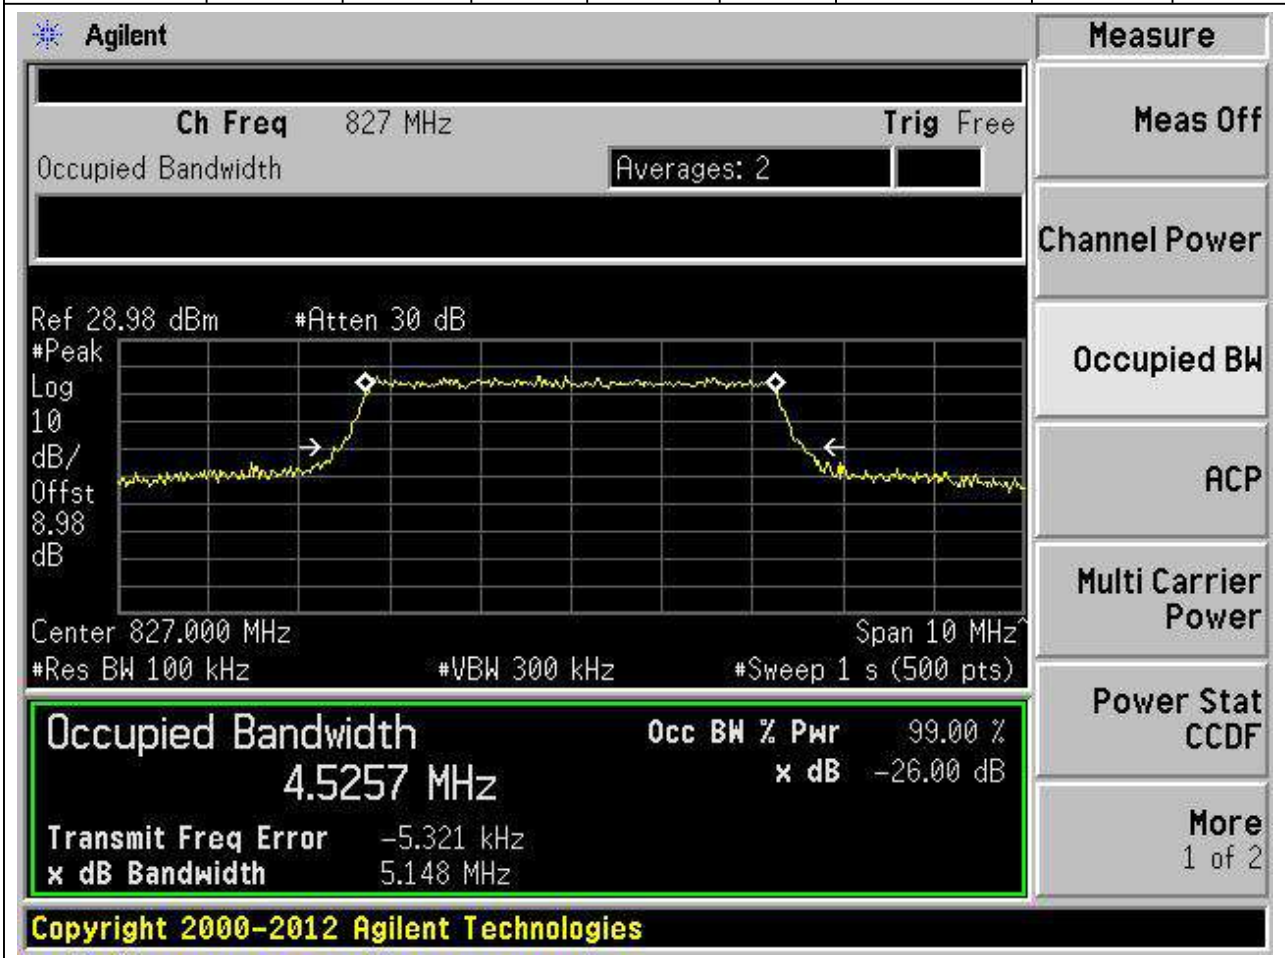 Agilent
Measure
Ch Freq 827 MHz Trig Free
Occupied Bandwidth Averages: 2
Meas Off
Channel Power
Occupied BW
ACP
Multi Carrier
Power
Power Stat
CCDF
More
1 of 2
Ref 28.98 dBm #Atten 30 dB
#Peak
Log
10
dB/
Offst
8.98
dB
Center 827.000 MHz Span 10 MHz^
#Res BW 100 kHz #VBW 300 kHz #Sweep 1 s (500 pts)
Occupied Bandwidth Occ BW % Pwr 99.00 %
4.5257 MHz x dB -26.00 dB
Transmit Freq Error -5.321 kHz
x dB Bandwidth 5.148 MHz
Copyright 2000-2012 Agilent Technologies